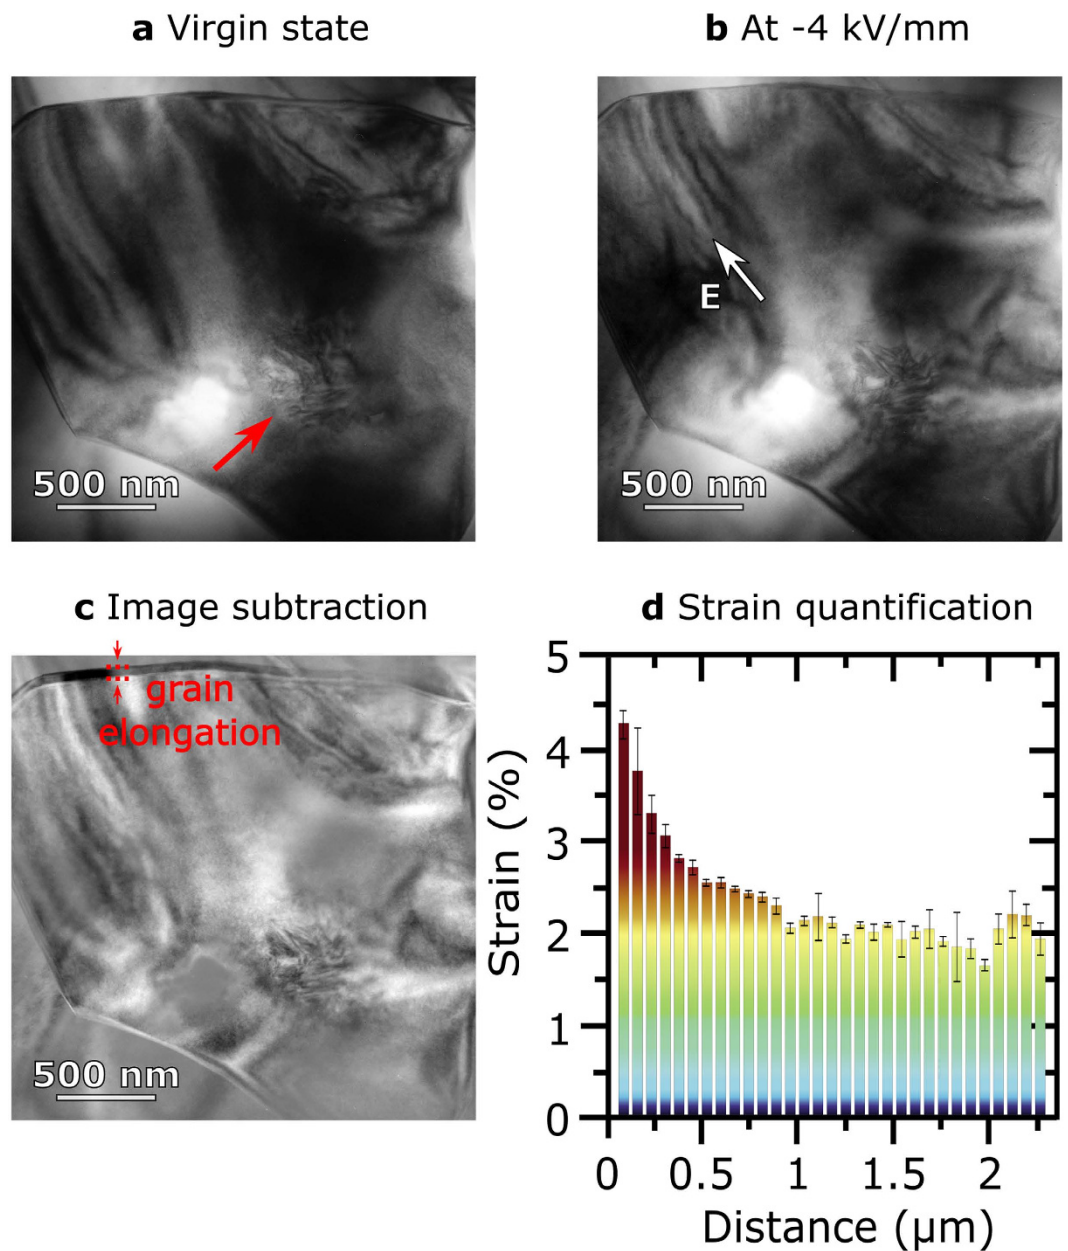 a Virgin state
b At -4 kV/mm
E
500 nm
500 nm
c Image subtraction
d Strain quantification
grain
elongation
500 nm
5
4
3
2
1
0
Strain (%)
0
0.5
1
1.5
2
Distance (μm)